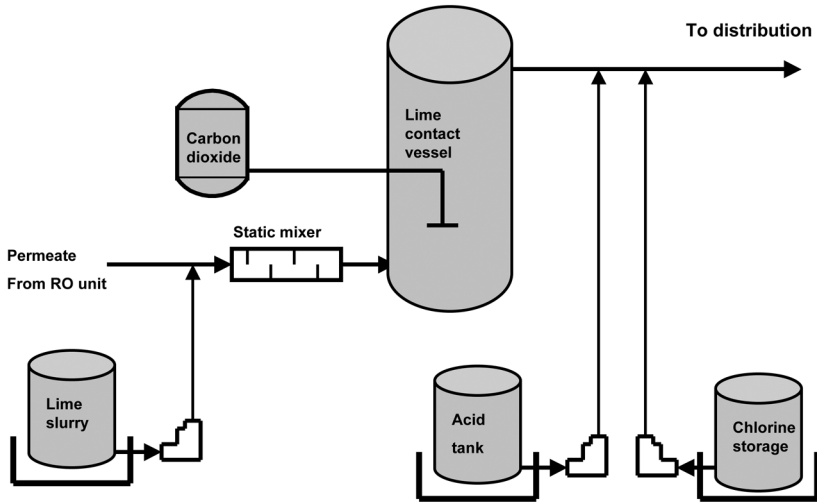 To distribution
Carbon
dioxide
Lime
contact
vessel
Static mixer
Permeate
From RO unit
Lime
slurry
Acid
tank
Chlorine
storage